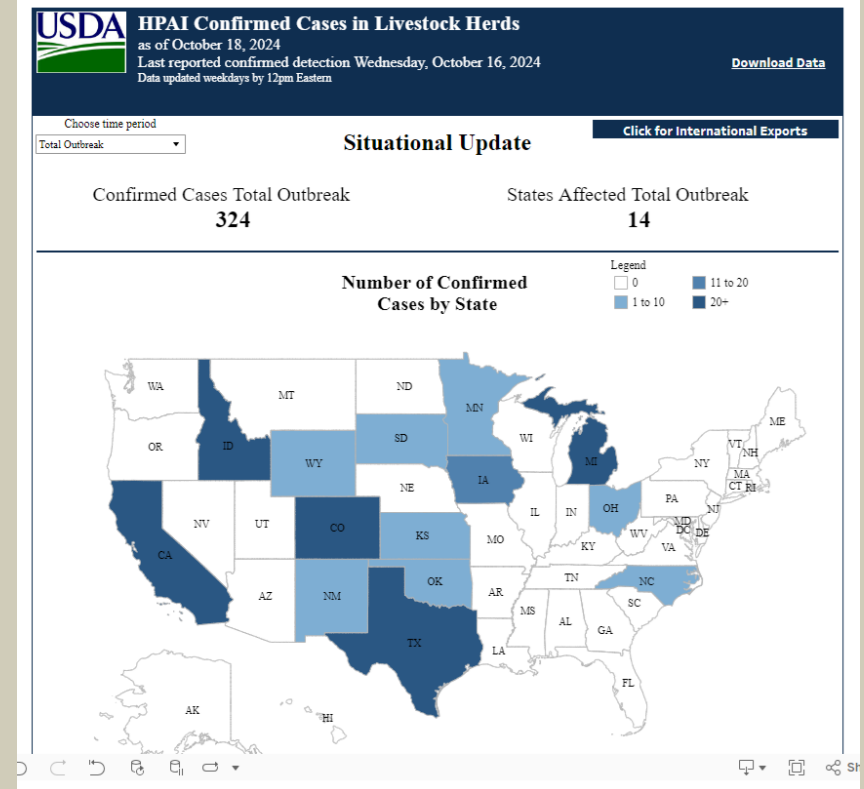 USDA
HPAI Confirmed Cases in Livestock Herds
as of October 18, 2024
Last reported confirmed detection Wednesday, October 16, 2024
Data updated weekdays by 12pm Eastern
Download Data
Choose time period
Total Outbreak
Situational Update
Click for International Exports
Confirmed Cases Total Outbreak
324
States Affected Total Outbreak
14
Number of Confirmed
Cases by State
Legend
0
11 to 20
1 to 10
20+
WA
MT
ND
MN
ME
OR
ID
SD
WI
VT
NH
WY
MI
NY
MA
CT RI
NE
IA
PA
NV
UT
CO
IL
IN
OH
NJ
MD
DC DE
WV
KS
MO
KY
VA
CA
AZ
NM
OK
AR
TN
NC
SC
MS
AL
GA
TX
LA
FL
AK
HI
Sh